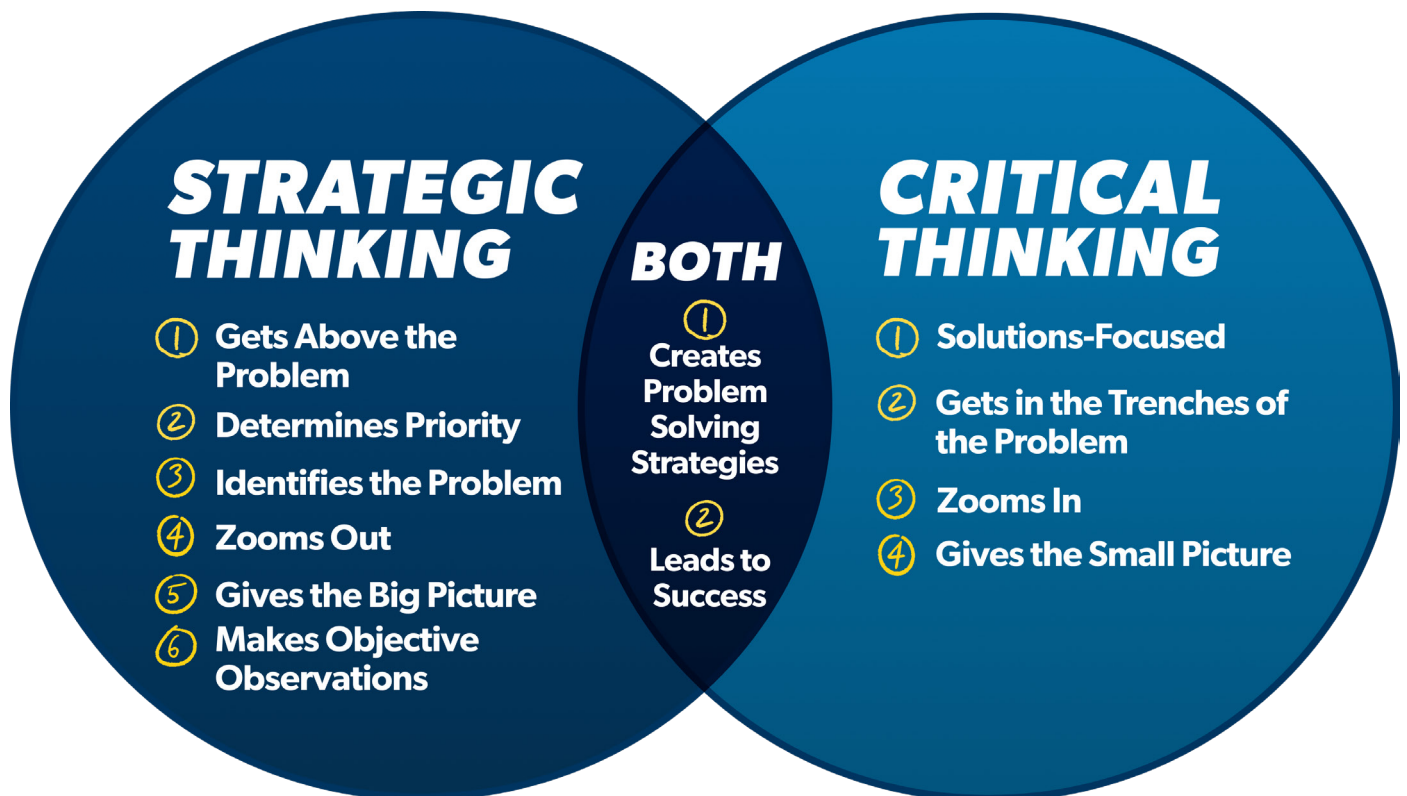 STRATEGIC
THINKING
1 Gets Above the
Problem
2 Determines Priority
3 Identifies the Problem
4 Zooms Out
5 Gives the Big Picture
6 Makes Objective
Observations
BOTH
1
Creates
Problem
Solving
Strategies
2
Leads to
Success
CRITICAL
THINKING
1 Solutions-Focused
2 Gets in the Trenches of
the Problem
3 Zooms In
4 Gives the Small Picture